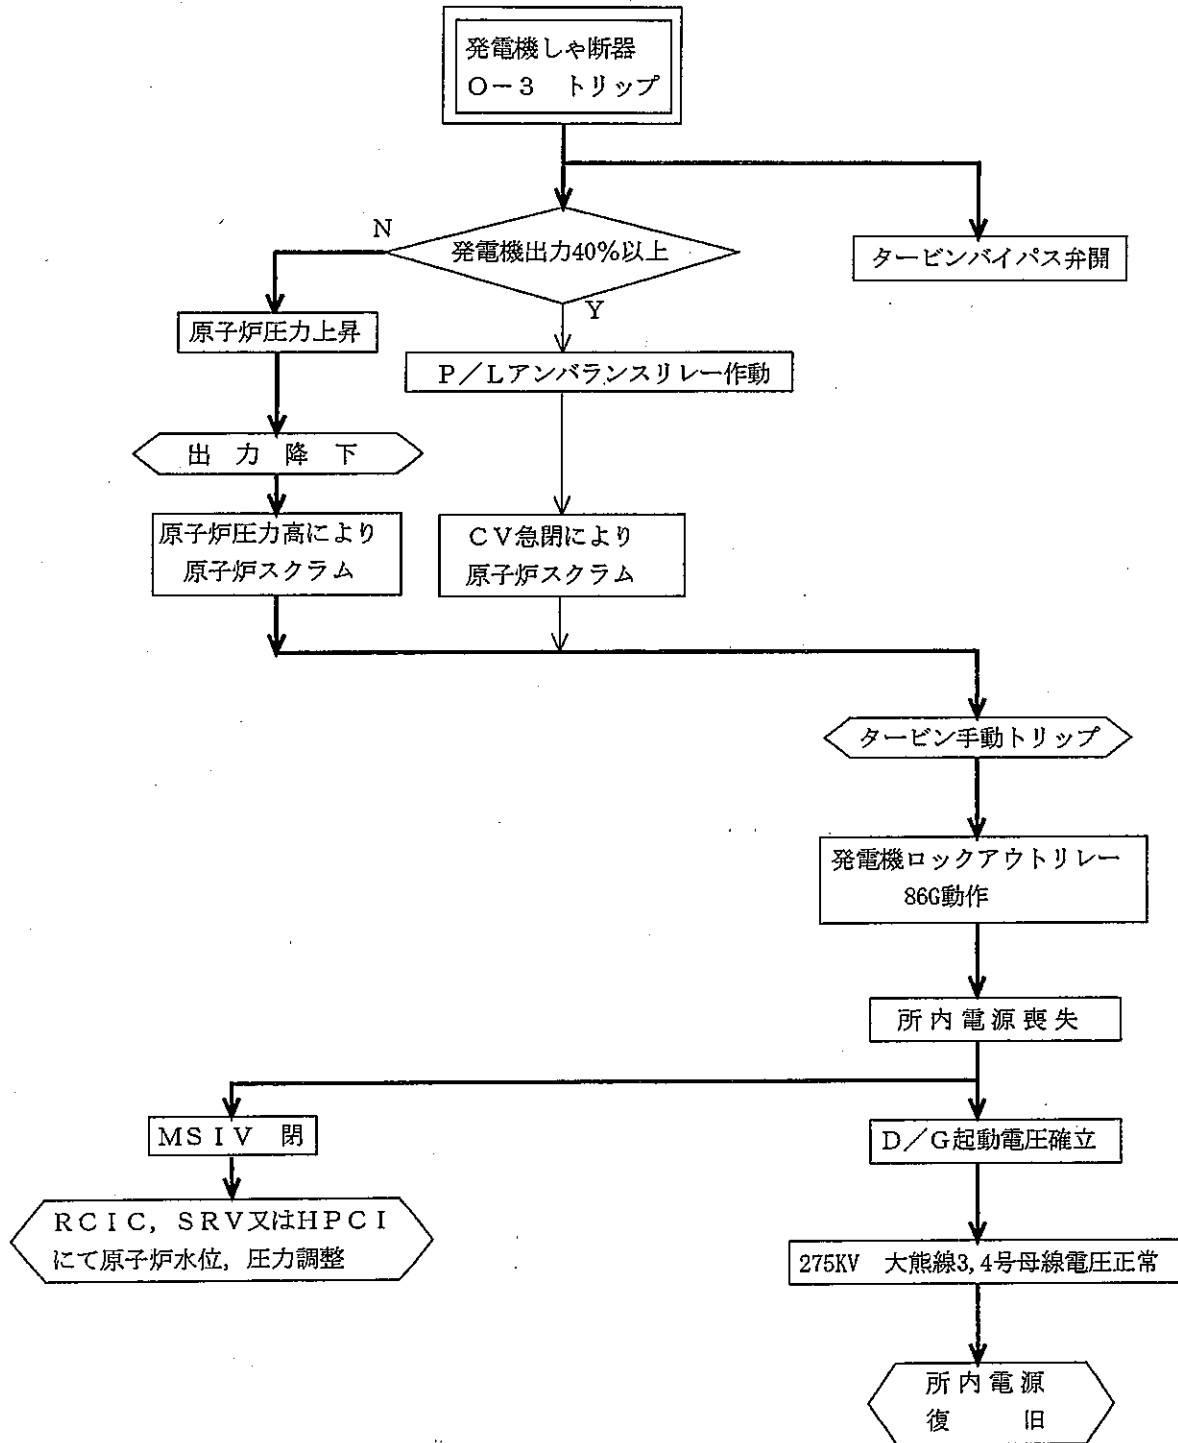 発電機しゃ断器
O－3　トリップ
N
発電機出力40%以上
Y
タービンバイパス弁開
原子炉圧力上昇
P／Lアンバランスリレー作動
出　力　降　下
原子炉圧力高により
原子炉スクラム
CV急閉により
原子炉スクラム
タービン手動トリップ
発電機ロックアウトリレー
86G動作
所内電源喪失
MSIV　閉
D／G起動電圧確立
RCIC，SRV又はHPCI
にて原子炉水位，圧力調整
275KV　大熊線3,4号母線電圧正常
所内電源
復　　旧